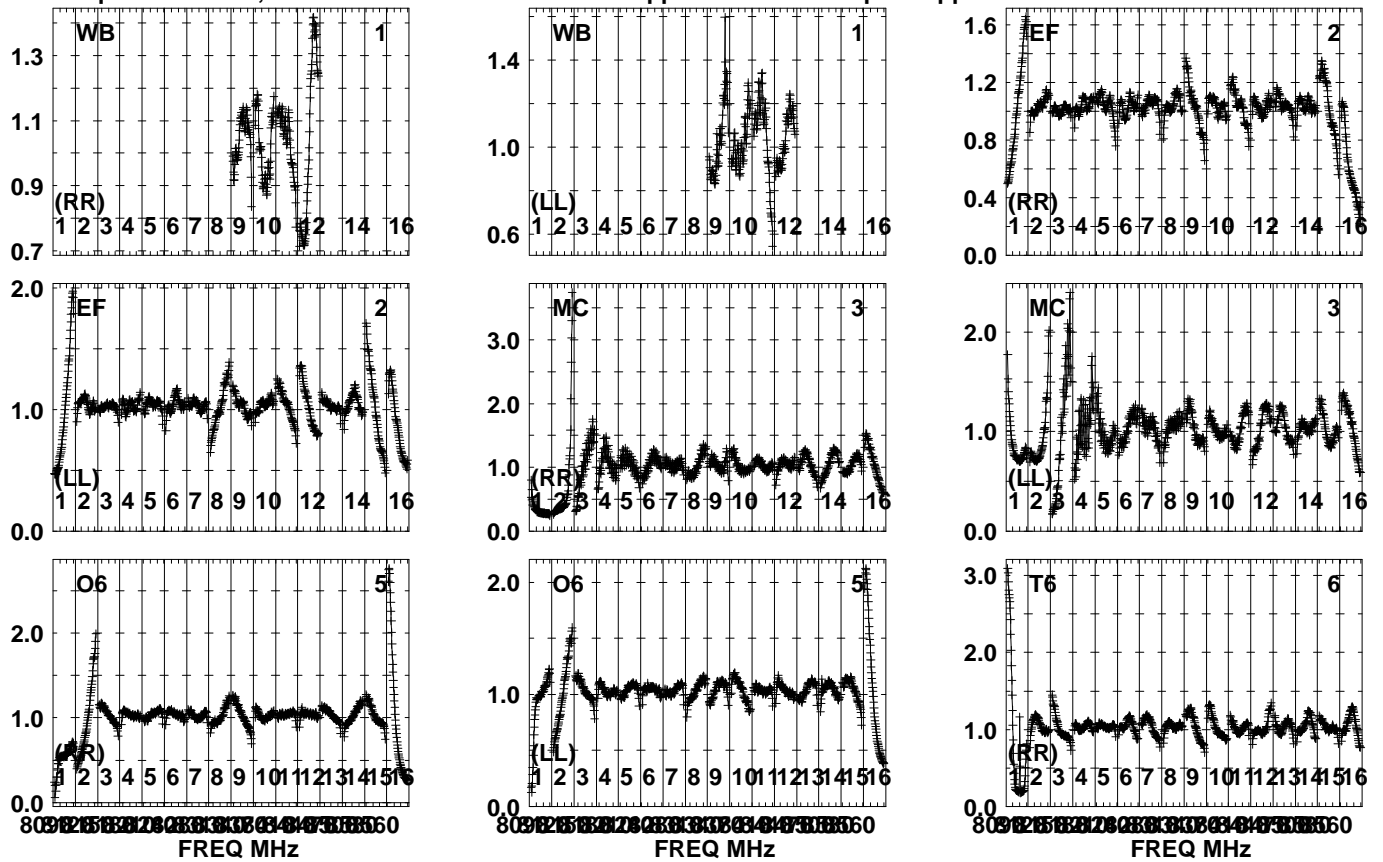 WB 1
1.3
1.1
0.9
0.7
(RR)
1 2 3 4 5 6 7 8 9 10 12 14 16
WB 1
1.4
1.0
0.6
(LL)
1 2 3 4 5 6 7 8 9 10 12 14 16
EF 2
1.6
1.2
0.8
0.4
0.0
(RR)
1 2 3 4 5 6 7 8 9 10 12 14 16
EF 2
2.0
1.0
0.0
(LL)
1 2 3 4 5 6 7 8 9 10 12 14 16
MC 3
3.0
2.0
1.0
0.0
(RR)
1 2 3 4 5 6 7 8 9 10 12 14 16
MC 3
2.0
1.0
0.0
(LL)
1 2 3 4 5 6 7 8 9 10 12 14 16
O6 5
2.0
1.0
0.0
(RR)
1 2 3 4 5 6 7 8 9 10 11 12 13 14 15 16
FREQ MHz
O6 5
2.0
1.0
0.0
(LL)
1 2 3 4 5 6 7 8 9 10 11 12 13 14 15 16
FREQ MHz
T6 6
3.0
2.0
1.0
0.0
(RR)
1 2 3 4 5 6 7 8 9 10 11 12 13 14 15 16
FREQ MHz